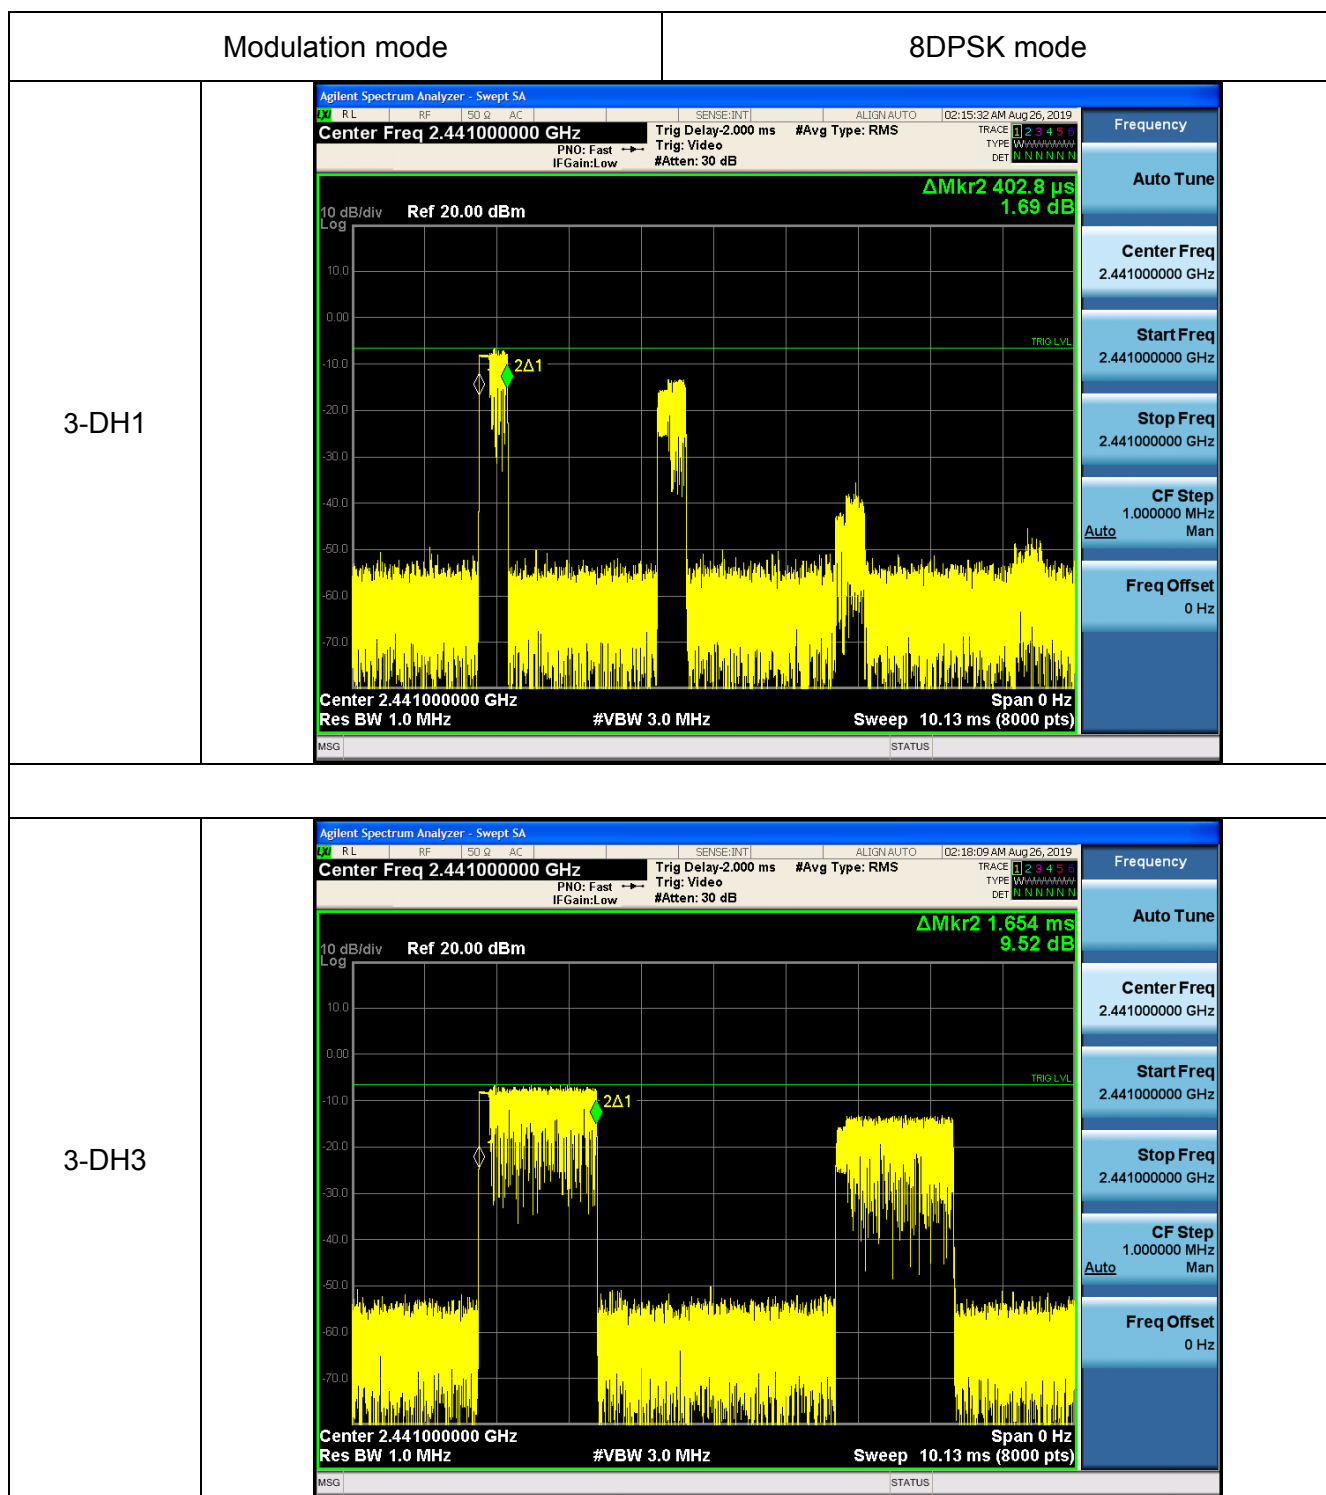 Modulation mode 8DPSK mode
3-DH1
Agilent Spectrum Analyzer - Swept SA
LXI RL RF 50 Ω AC SENSE:INT ALIGN AUTO 02:15:32 AM Aug 26, 2019
Center Freq 2.441000000 GHz
PNO: Fast
IFGain:Low
Trig Delay-2.000 ms
Trig: Video
#Atten: 30 dB
#Avg Type: RMS
TRACE 1 2 3 4 5 6
TYPE WWWWWW
DET N N N N N N
ΔMkr2 402.8 µs
1.69 dB
10 dB/div Ref 20.00 dBm
Log
10.0
0.00
TRIG LVL
-10.0
2Δ1
-20.0
-30.0
-40.0
-50.0
-60.0
-70.0
Center 2.441000000 GHz Span 0 Hz
Res BW 1.0 MHz #VBW 3.0 MHz Sweep 10.13 ms (8000 pts)
MSG STATUS
Frequency
Auto Tune
Center Freq
2.441000000 GHz
Start Freq
2.441000000 GHz
Stop Freq
2.441000000 GHz
CF Step
1.000000 MHz
Auto Man
Freq Offset
0 Hz
3-DH3
Agilent Spectrum Analyzer - Swept SA
LXI RL RF 50 Ω AC SENSE:INT ALIGN AUTO 02:18:09 AM Aug 26, 2019
Center Freq 2.441000000 GHz
PNO: Fast
IFGain:Low
Trig Delay-2.000 ms
Trig: Video
#Atten: 30 dB
#Avg Type: RMS
TRACE 1 2 3 4 5 6
TYPE WWWWWW
DET N N N N N N
ΔMkr2 1.654 ms
9.52 dB
10 dB/div Ref 20.00 dBm
Log
10.0
0.00
TRIG LVL
-10.0
2Δ1
-20.0
-30.0
-40.0
-50.0
-60.0
-70.0
Center 2.441000000 GHz Span 0 Hz
Res BW 1.0 MHz #VBW 3.0 MHz Sweep 10.13 ms (8000 pts)
MSG STATUS
Frequency
Auto Tune
Center Freq
2.441000000 GHz
Start Freq
2.441000000 GHz
Stop Freq
2.441000000 GHz
CF Step
1.000000 MHz
Auto Man
Freq Offset
0 Hz